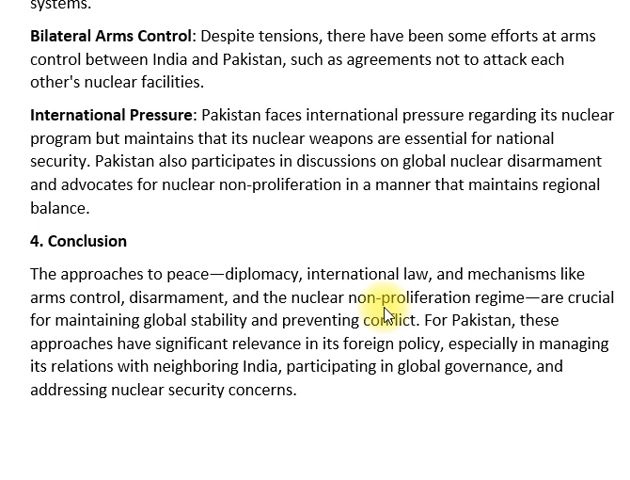 systems.
Bilateral Arms Control: Despite tensions, there have been some efforts at arms
control between India and Pakistan, such as agreements not to attack each
other's nuclear facilities.
International Pressure: Pakistan faces international pressure regarding its nuclear
program but maintains that its nuclear weapons are essential for national
security. Pakistan also participates in discussions on global nuclear disarmament
and advocates for nuclear non-proliferation in a manner that maintains regional
balance.
4. Conclusion
The approaches to peace—diplomacy, international law, and mechanisms like
arms control, disarmament, and the nuclear non-proliferation regime—are crucial
for maintaining global stability and preventing conflict. For Pakistan, these
approaches have significant relevance in its foreign policy, especially in managing
its relations with neighboring India, participating in global governance, and
addressing nuclear security concerns.